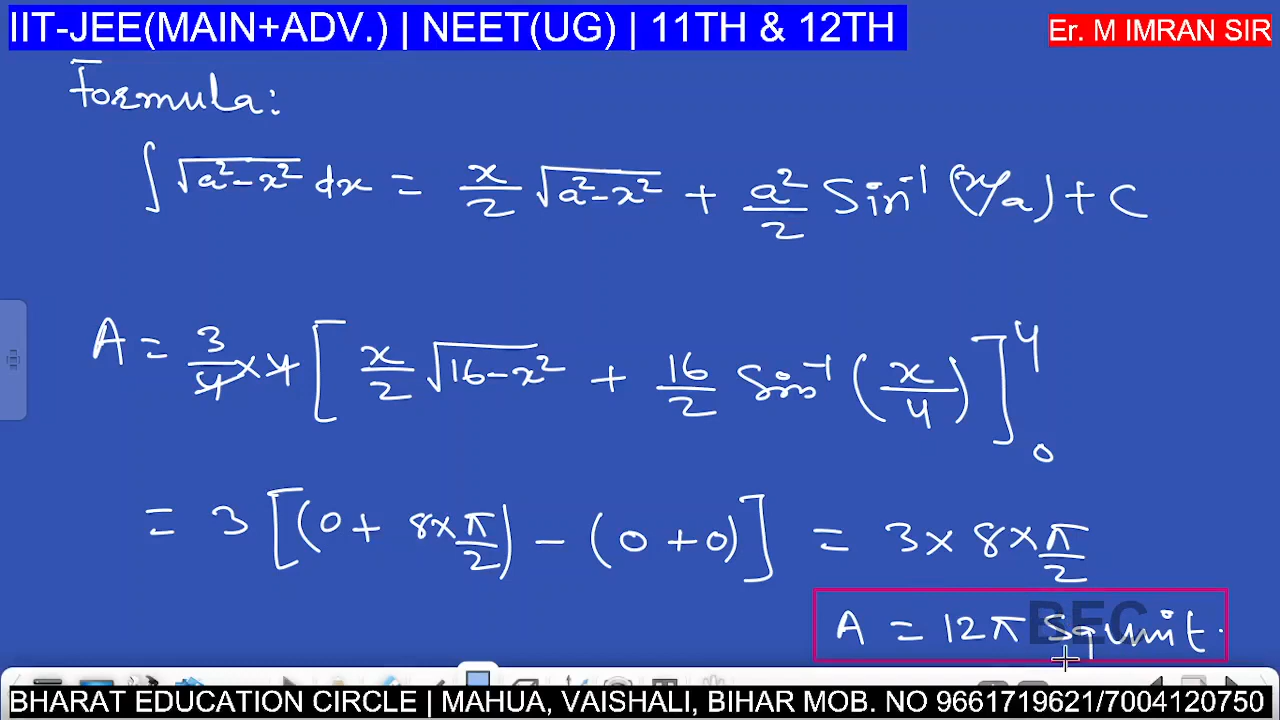 IIT-JEE(MAIN+ADV.) | NEET(UG) | 11TH & 12TH
Er. M IMRAN SIR
Formula:
∫ √(a²-x²) dx = x/2 √(a²-x²) + a²/2 Sin⁻¹(x/a) + C
A = 3/4 × 4 [ x/2 √(16-x²) + 16/2 Sin⁻¹ (x/4) ]₀⁴
= 3 [(0 + 8×π/2) - (0+0)] = 3 × 8 × π/2
BEC
A = 12π Sq unit.
BHARAT EDUCATION CIRCLE | MAHUA, VAISHALI, BIHAR MOB. NO 9661719621/7004120750